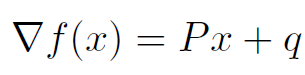 ∇f(x) = Px + q